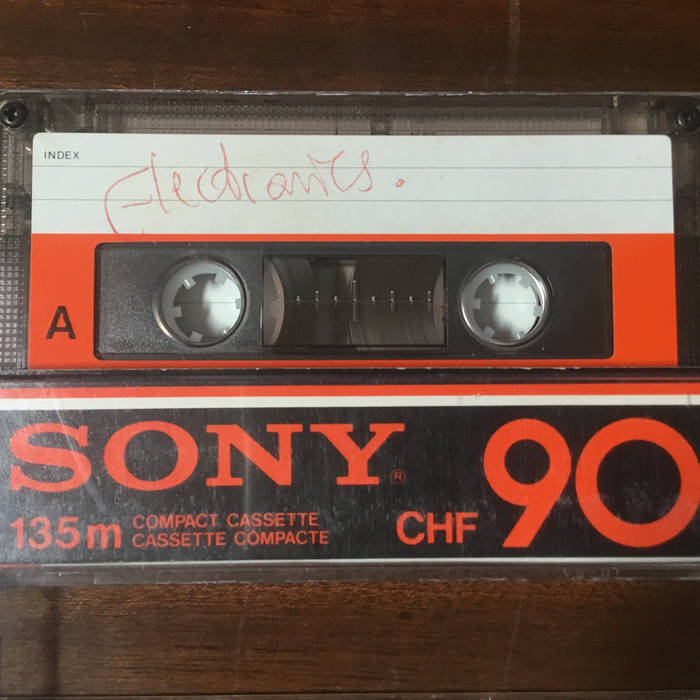 INDEX
Electronics.
A
SONY®
135m COMPACT CASSETTE
CASSETTE COMPACTE
CHF 90